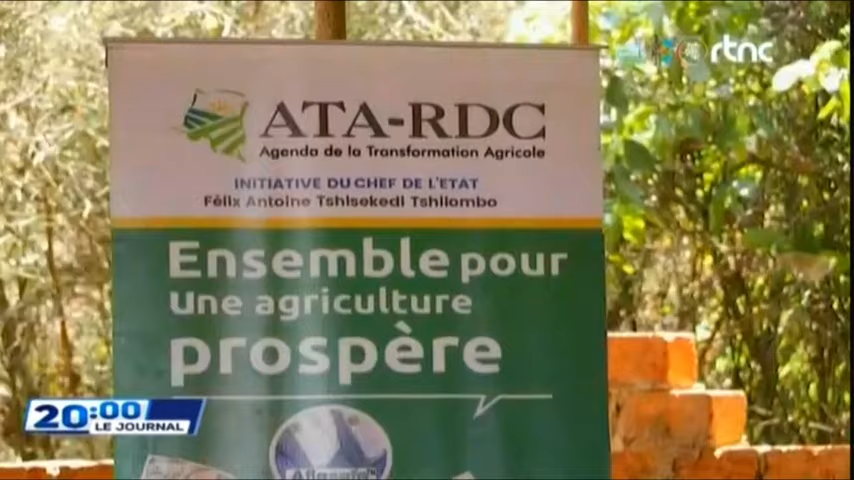 rtnc
ATA-RDC
Agenda de la Transformation Agricole
INITIATIVE DU CHEF DE L'ETAT
Félix Antoine Tshisekedi Tshilombo
Ensemble pour
une agriculture
prospère
20:00
LE JOURNAL